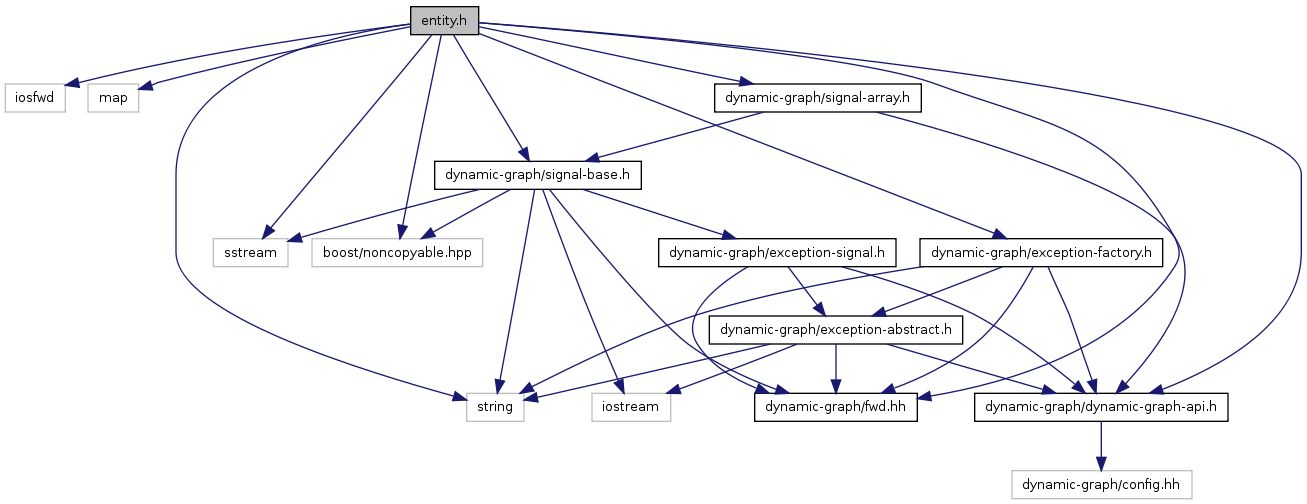 entity.h
iosfwd
map
dynamic-graph/signal-array.h
dynamic-graph/signal-base.h
sstream
boost/noncopyable.hpp
dynamic-graph/exception-signal.h
dynamic-graph/exception-factory.h
dynamic-graph/exception-abstract.h
string
iostream
dynamic-graph/fwd.hh
dynamic-graph/dynamic-graph-api.h
dynamic-graph/config.hh